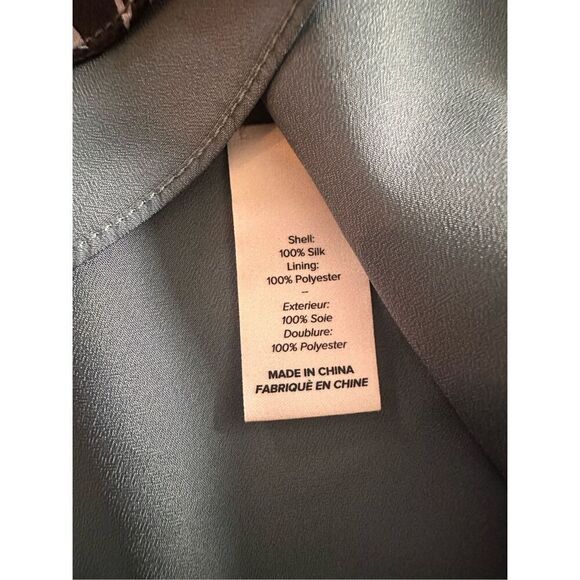 Shell:
100% Silk
Lining:
100% Polyester
--
Exterieur:
100% Soie
Doublure:
100% Polyester
MADE IN CHINA
FABRIQUÈ EN CHINE